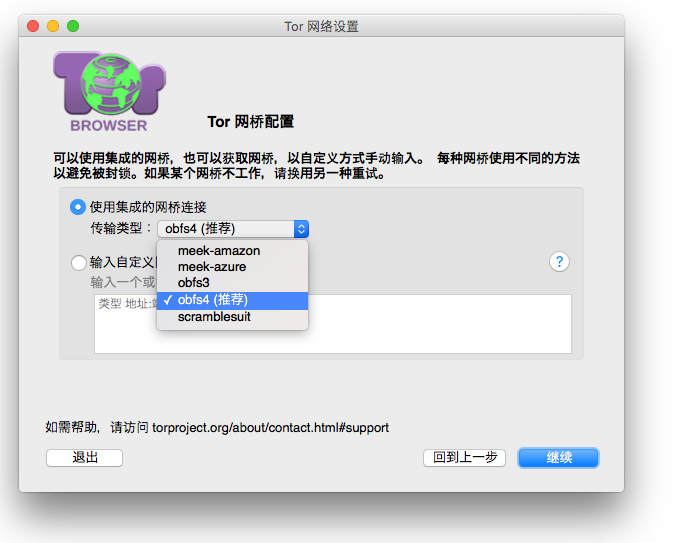 Tor 网络设置
Tor
BROWSER
Tor 网桥配置
可以使用集成的网桥，也可以获取网桥，以自定义方式手动输入。 每种网桥使用不同的方法
以避免被封锁。如果某个网桥不工作，请换用另一种重试。
使用集成的网桥连接
传输类型： obfs4 (推荐)
meek-amazon
meek-azure
obfs3
✓ obfs4 (推荐)
scramblesuit
输入自定义
?
输入一个或
类型 地址:
如需帮助，请访问 torproject.org/about/contact.html#support
退出
回到上一步
继续